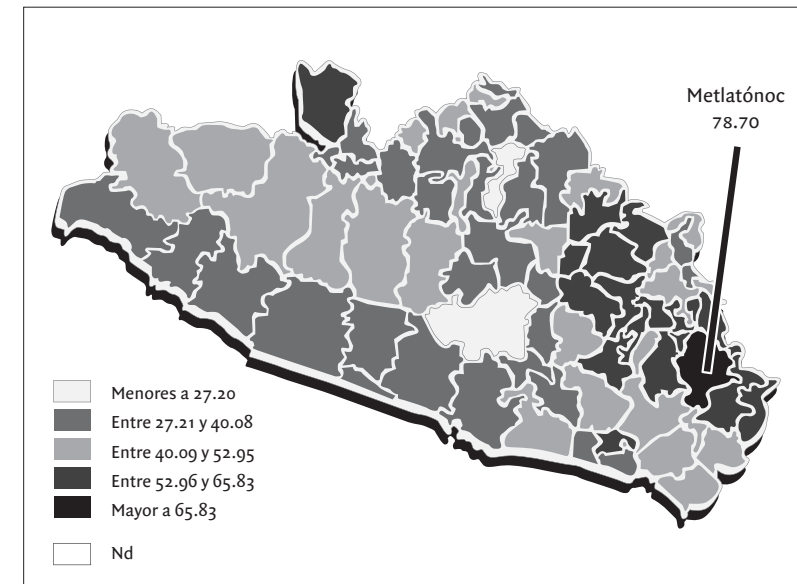 Metlatónoc
78.70
Menores a 27.20
Entre 27.21 y 40.08
Entre 40.09 y 52.95
Entre 52.96 y 65.83
Mayor a 65.83
Nd